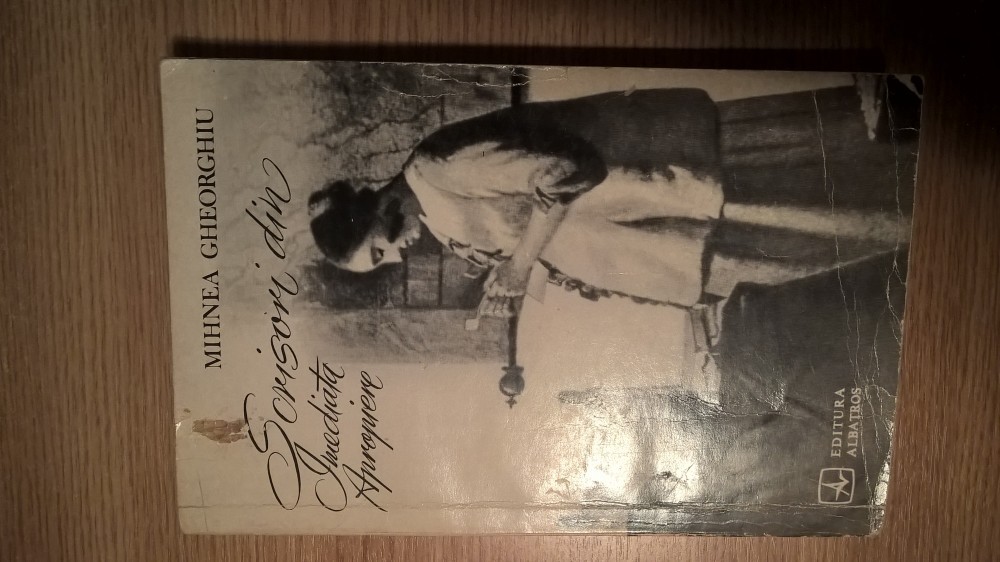 MIHNEA GHEORGHIU
Scrisori din
Imediata
Apropiere
EDITURA
ALBATROS